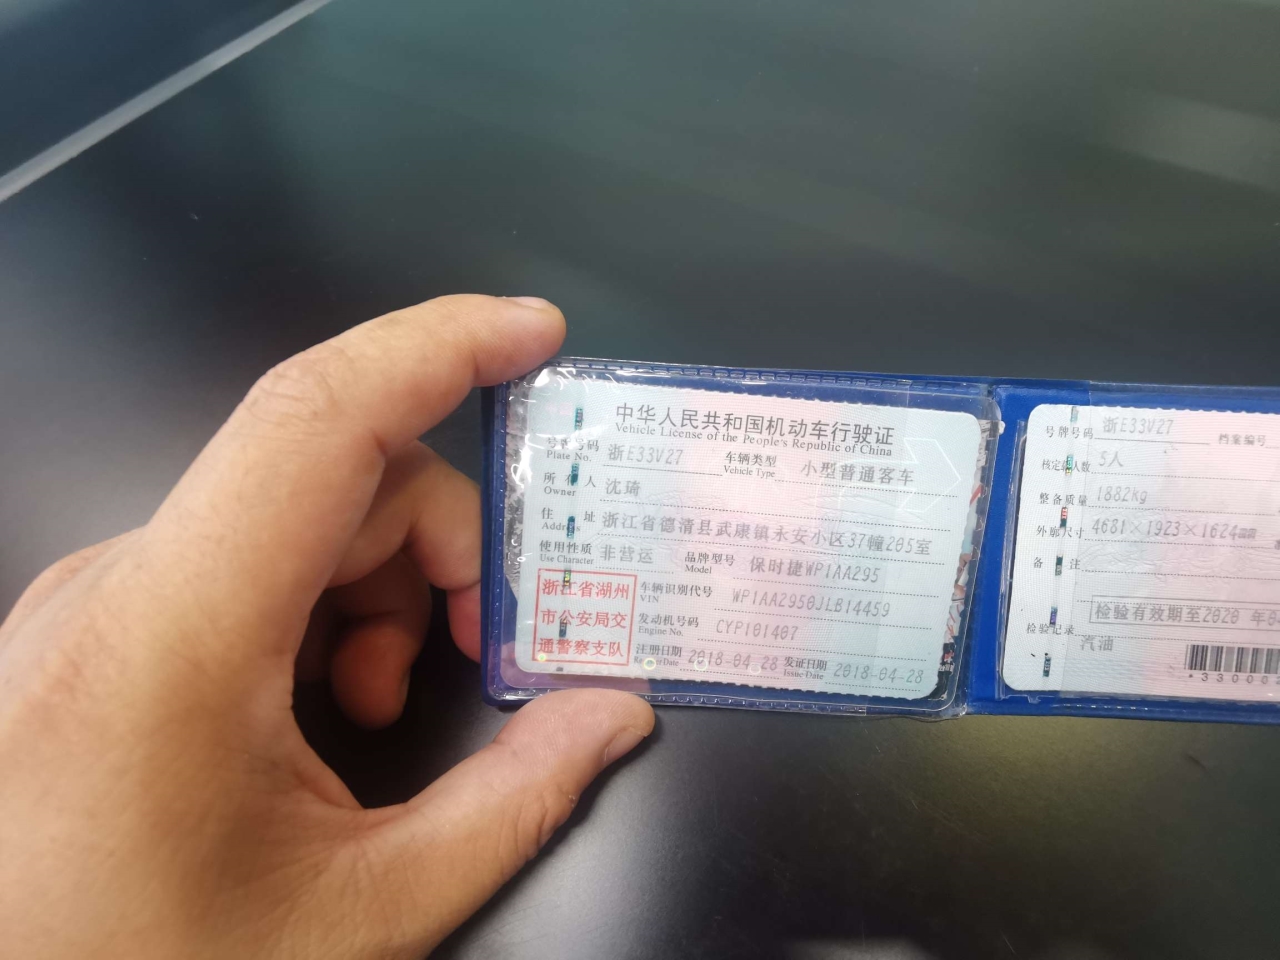 中华人民共和国机动车行驶证
Vehicle License of the People's Republic of China
号牌号码 浙E33V27 车辆类型 小型普通客车
Plate No. Vehicle Type
所有人 沈琦
Owner
住址 浙江省德清县武康镇永安小区37幢205室
Address
使用性质 非营运 品牌型号 保时捷WP1AA295
Use Character Model
浙江省湖州
市公安局交
通警察支队
车辆识别代号 WP1AA2950JLB14459
VIN
发动机号码 CYP101407
Engine No.
注册日期 2018-04-28 发证日期 2018-04-28
Register Date Issue Date
号牌号码 浙E33V27 档案编号
核定载人数 5人
整备质量 1882kg
外廓尺寸 4681×1923×1624mm
备注
检验有效期至2020 年
检验记录
汽油